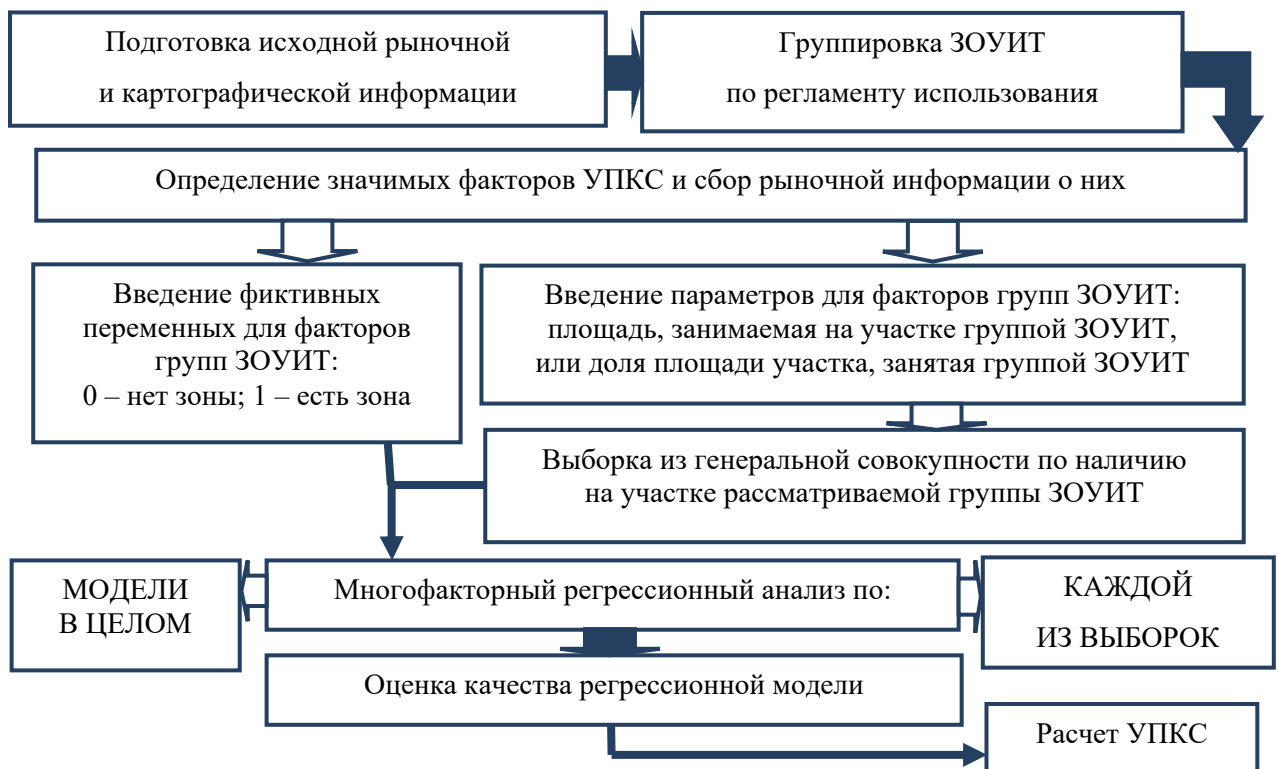 Подготовка исходной рыночной
и картографической информации
Группировка ЗОУИТ
по регламенту использования
Определение значимых факторов УПКС и сбор рыночной информации о них
Введение фиктивных
переменных для факторов
групп ЗОУИТ:
0 – нет зоны; 1 – есть зона
Введение параметров для факторов групп ЗОУИТ:
площадь, занимаемая на участке группой ЗОУИТ,
или доля площади участка, занятая группой ЗОУИТ
Выборка из генеральной совокупности по наличию
на участке рассматриваемой группы ЗОУИТ
МОДЕЛИ
В ЦЕЛОМ
Многофакторный регрессионный анализ по:
КАЖДОЙ
ИЗ ВЫБОРОК
Оценка качества регрессионной модели
Расчет УПКС